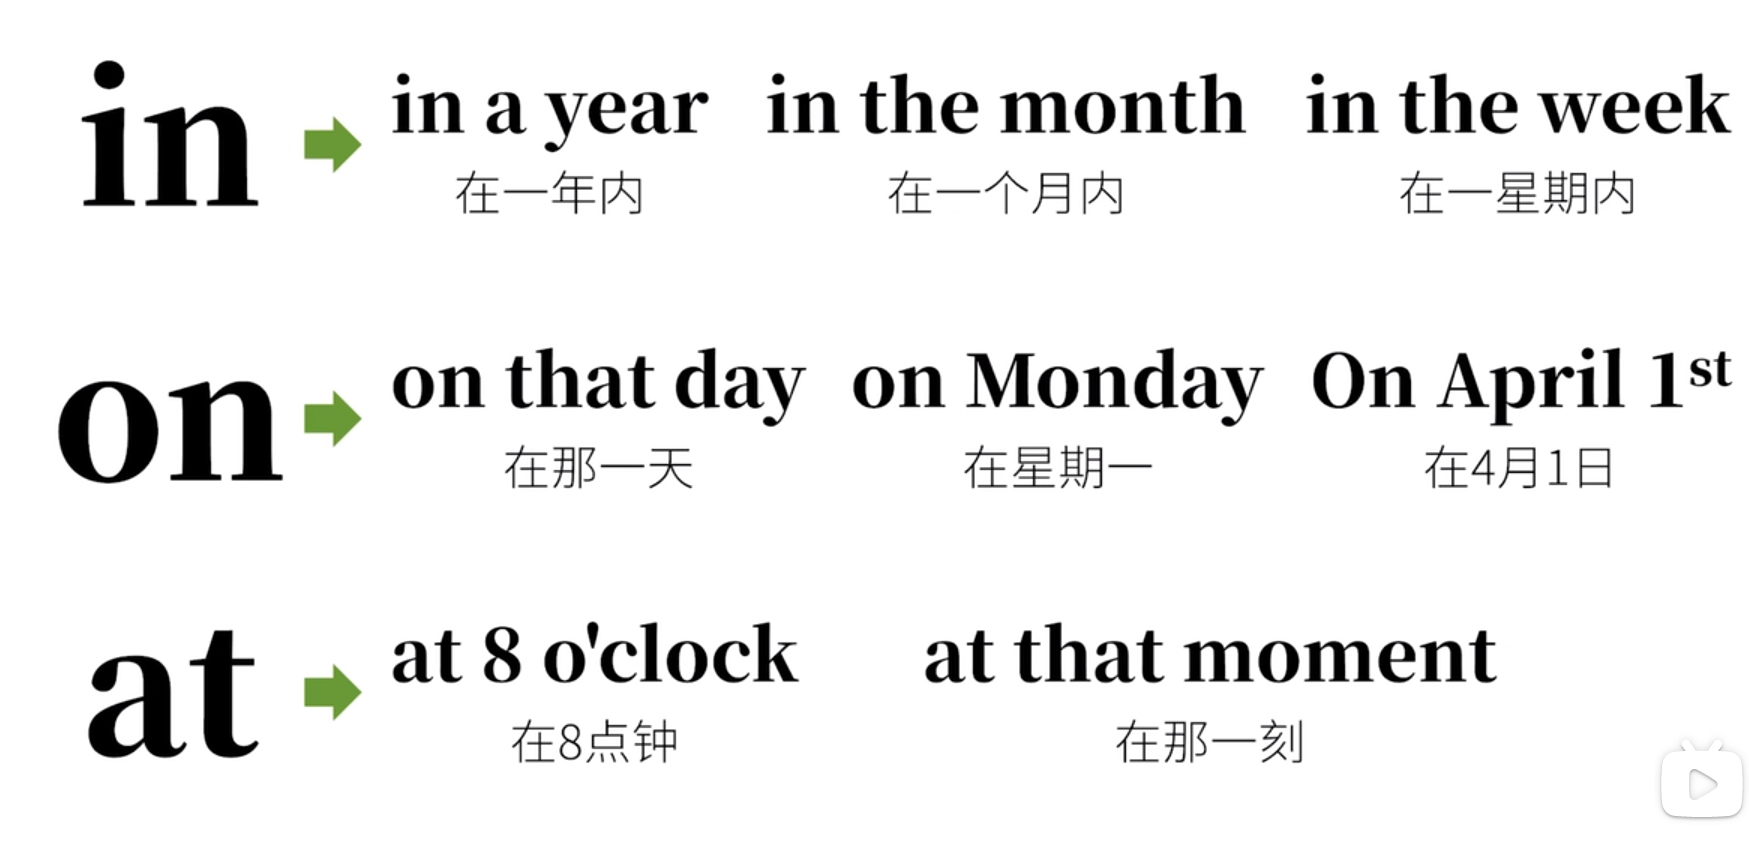 in
in a year in the month in the week
在一年内 在一个月内 在一星期内
on
on that day on Monday On April 1st
在那一天 在星期一 在4月1日
at
at 8 o'clock at that moment
在8点钟 在那一刻